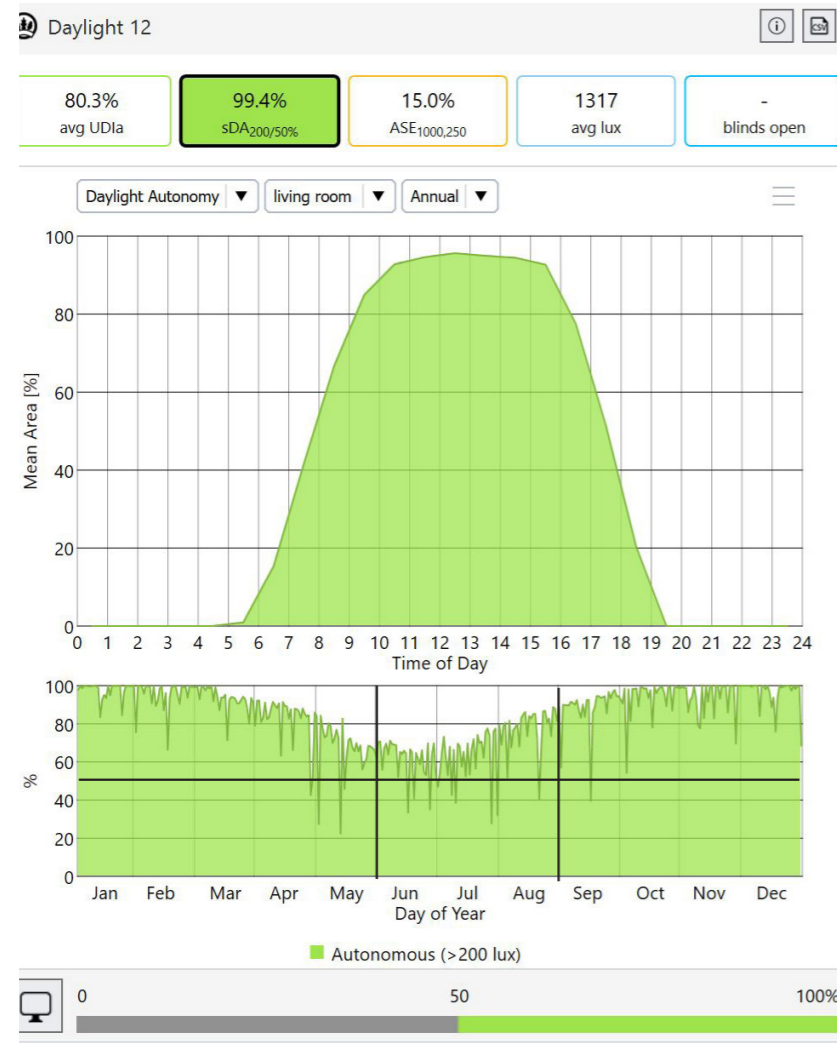 Daylight 12
CSV
80.3% 99.4% 15.0% 1317 -
avg UDIa sDA200/50% ASE1000,250 avg lux blinds open
Daylight Autonomy ▼ living room ▼ Annual ▼
100
80
60
40
20
0
Mean Area [%]
0 1 2 3 4 5 6 7 8 9 10 11 12 13 14 15 16 17 18 19 20 21 22 23 24
Time of Day
100
80
60
40
20
0
%
Jan Feb Mar Apr May Jun Jul Aug Sep Oct Nov Dec
Day of Year
Autonomous (>200 lux)
0 50 100%